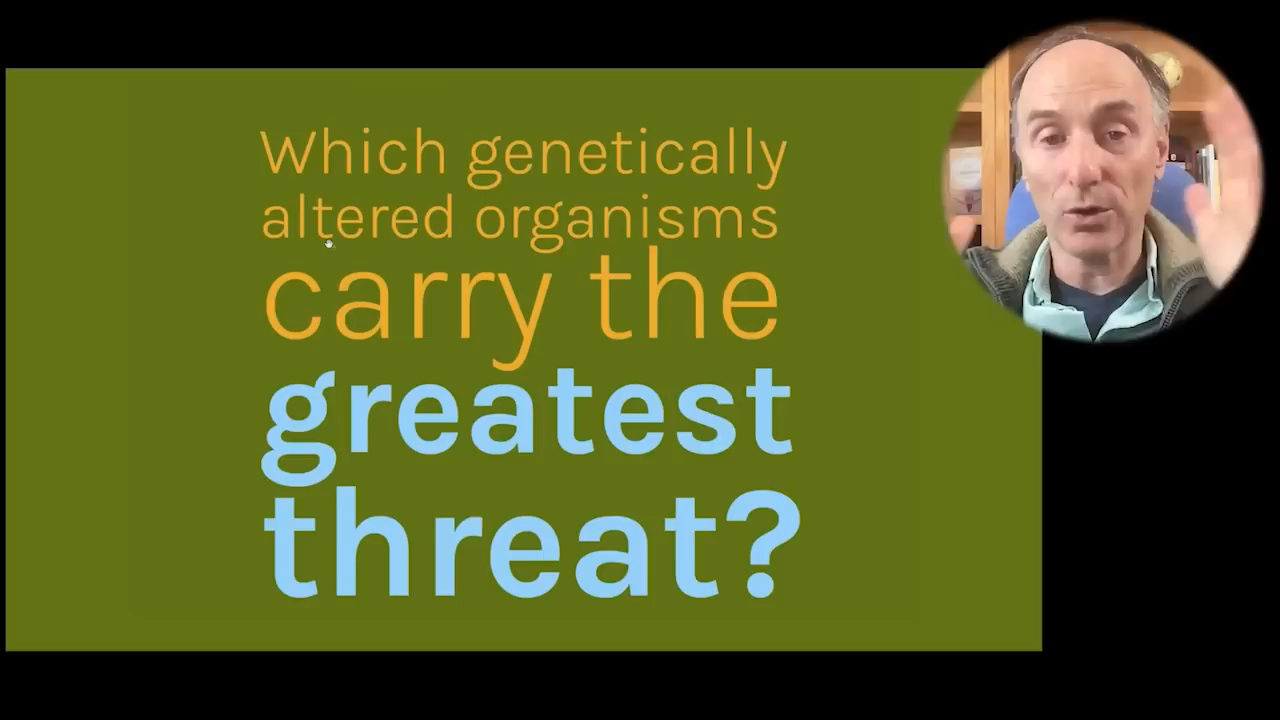 Which genetically
altered organisms
carry the
greatest
threat?